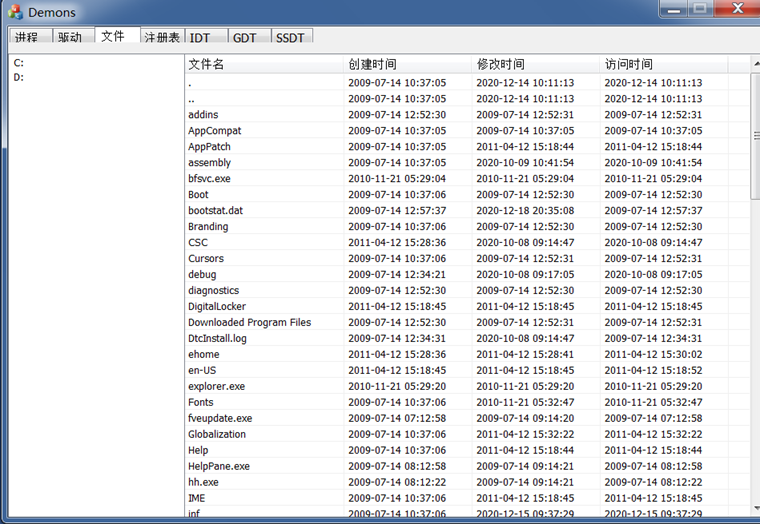 Demons
进程 驱动 文件 注册表 IDT GDT SSDT
C:
D:
文件名 创建时间 修改时间 访问时间
. 2009-07-14 10:37:05 2020-12-14 10:11:13 2020-12-14 10:11:13
.. 2009-07-14 10:37:05 2020-12-14 10:11:13 2020-12-14 10:11:13
addins 2009-07-14 12:52:30 2009-07-14 12:52:31 2009-07-14 12:52:31
AppCompat 2009-07-14 10:37:05 2009-07-14 10:37:05 2009-07-14 10:37:05
AppPatch 2009-07-14 10:37:05 2011-04-12 15:18:44 2011-04-12 15:18:44
assembly 2009-07-14 10:37:05 2020-10-09 10:41:54 2020-10-09 10:41:54
bfsvc.exe 2010-11-21 05:29:04 2010-11-21 05:29:04 2010-11-21 05:29:04
Boot 2009-07-14 10:37:06 2009-07-14 12:52:30 2009-07-14 12:52:30
bootstat.dat 2009-07-14 12:57:37 2020-12-18 20:35:08 2009-07-14 12:57:37
Branding 2009-07-14 10:37:06 2009-07-14 12:52:30 2009-07-14 12:52:30
CSC 2011-04-12 15:28:36 2020-10-08 09:14:47 2020-10-08 09:14:47
Cursors 2009-07-14 10:37:06 2009-07-14 12:52:31 2009-07-14 12:52:31
debug 2009-07-14 12:34:21 2020-10-08 09:17:05 2020-10-08 09:17:05
diagnostics 2009-07-14 12:52:30 2009-07-14 12:52:30 2009-07-14 12:52:30
DigitalLocker 2011-04-12 15:18:45 2011-04-12 15:18:45 2011-04-12 15:18:45
Downloaded Program Files 2009-07-14 12:52:30 2009-07-14 12:52:31 2009-07-14 12:52:31
DtcInstall.log 2009-07-14 12:34:31 2020-10-08 09:14:47 2009-07-14 12:34:31
ehome 2011-04-12 15:28:36 2011-04-12 15:28:41 2011-04-12 15:30:02
en-US 2011-04-12 15:18:45 2011-04-12 15:18:45 2011-04-12 15:18:52
explorer.exe 2010-11-21 05:29:20 2010-11-21 05:29:20 2010-11-21 05:29:20
Fonts 2009-07-14 10:37:06 2010-11-21 05:32:47 2010-11-21 05:32:47
fveupdate.exe 2009-07-14 07:12:58 2009-07-14 09:14:20 2009-07-14 07:12:58
Globalization 2009-07-14 10:37:06 2011-04-12 15:32:22 2011-04-12 15:32:22
Help 2009-07-14 10:37:06 2011-04-12 15:18:44 2011-04-12 15:18:44
HelpPane.exe 2009-07-14 08:12:58 2009-07-14 09:14:21 2009-07-14 08:12:58
hh.exe 2009-07-14 08:12:22 2009-07-14 09:14:21 2009-07-14 08:12:22
IME 2009-07-14 10:37:06 2011-04-12 15:18:45 2011-04-12 15:18:45
inf 2009-07-14 10:37:06 2020-12-15 09:37:29 2020-12-15 09:37:29